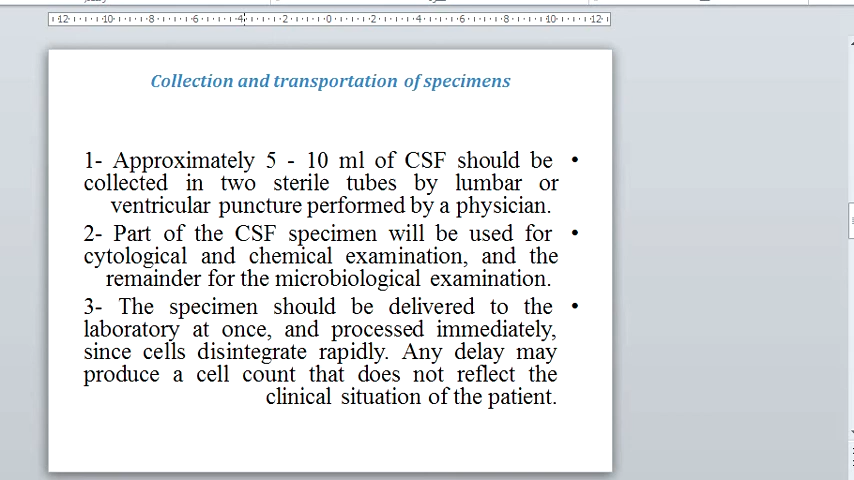 Collection and transportation of specimens
1- Approximately 5 - 10 ml of CSF should be •
collected in two sterile tubes by lumbar or
ventricular puncture performed by a physician.
2- Part of the CSF specimen will be used for •
cytological and chemical examination, and the
remainder for the microbiological examination.
3- The specimen should be delivered to the •
laboratory at once, and processed immediately,
since cells disintegrate rapidly. Any delay may
produce a cell count that does not reflect the
clinical situation of the patient.